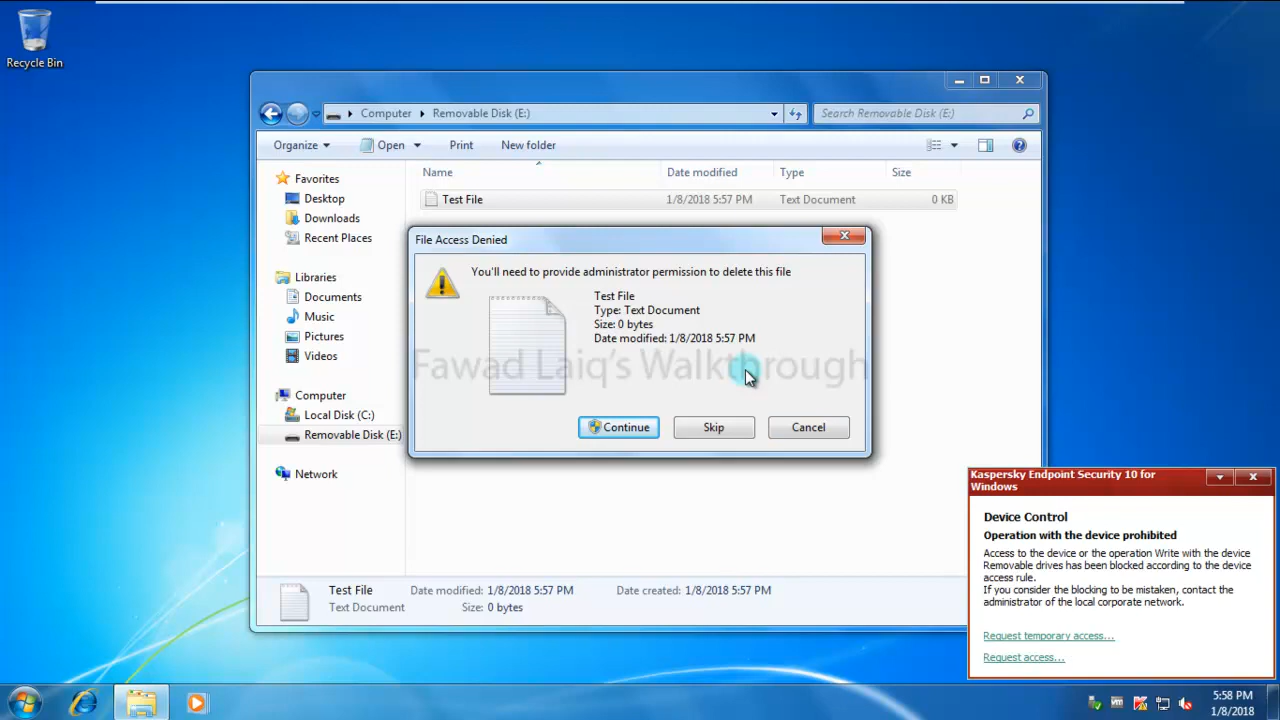 Recycle Bin
Computer
Removable Disk (E:)
Search Removable Disk (E:)
Organize
Open
Print
New folder
Favorites
Desktop
Downloads
Recent Places
Libraries
Documents
Music
Pictures
Videos
Computer
Local Disk (C:)
Removable Disk (E:)
Network
Name Date modified Type Size
Test File 1/8/2018 5:57 PM Text Document 0 KB
File Access Denied
You'll need to provide administrator permission to delete this file
Test File
Type: Text Document
Size: 0 bytes
Date modified: 1/8/2018 5:57 PM
Fawad Laiq's Walkthrough
Continue Skip Cancel
Test File Date modified: 1/8/2018 5:57 PM Date created: 1/8/2018 5:57 PM
Text Document Size: 0 bytes
Kaspersky Endpoint Security 10 for
Windows
Device Control
Operation with the device prohibited
Access to the device or the operation Write with the device
Removable drives has been blocked according to the device
access rule.
If you consider the blocking to be mistaken, contact the
administrator of the local corporate network.
Request temporary access...
Request access...
5:58 PM
1/8/2018